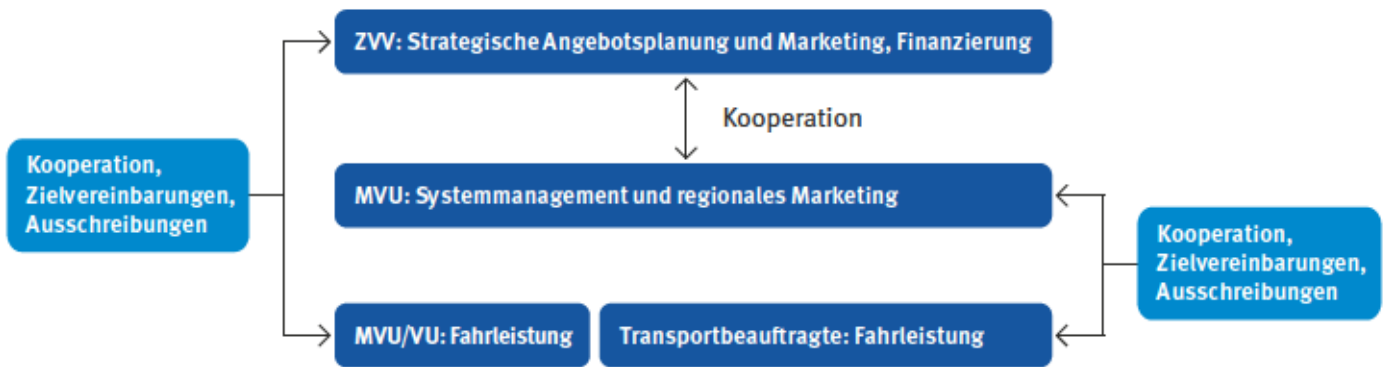 ZVV: Strategische Angebotsplanung und Marketing, Finanzierung
Kooperation
Kooperation,
Zielvereinbarungen,
Ausschreibungen
MVU: Systemmanagement und regionales Marketing
Kooperation,
Zielvereinbarungen,
Ausschreibungen
MVU/VU: Fahrleistung
Transportbeauftragte: Fahrleistung